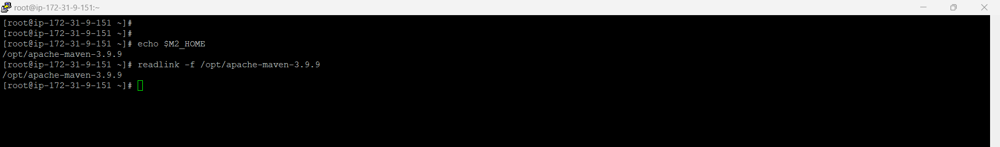 root@ip-172-31-9-151:~
[root@ip-172-31-9-151 ~]#
[root@ip-172-31-9-151 ~]#
[root@ip-172-31-9-151 ~]# echo $M2_HOME
/opt/apache-maven-3.9.9
[root@ip-172-31-9-151 ~]# readlink -f /opt/apache-maven-3.9.9
/opt/apache-maven-3.9.9
[root@ip-172-31-9-151 ~]#